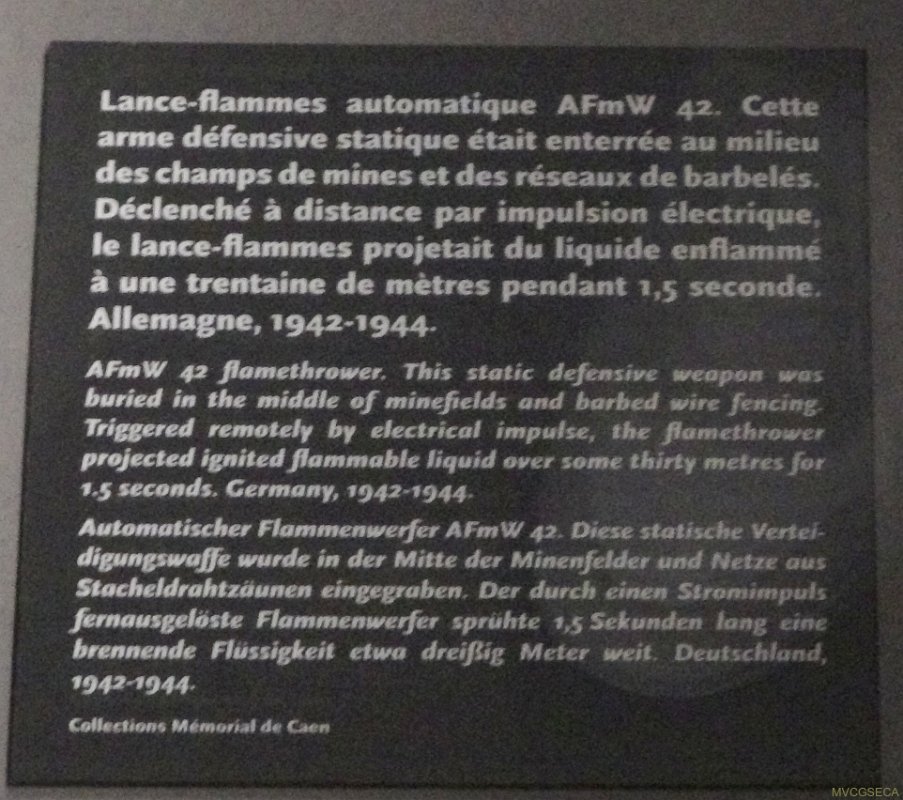 Lance-flammes automatique AFmW 42. Cette
arme défensive statique était enterrée au milieu
des champs de mines et des réseaux de barbelés.
Déclenché à distance par impulsion électrique,
le lance-flammes projetait du liquide enflammé
à une trentaine de mètres pendant 1,5 seconde.
Allemagne, 1942-1944.
AFmW 42 flamethrower. This static defensive weapon was
buried in the middle of minefields and barbed wire fencing.
Triggered remotely by electrical impulse, the flamethrower
projected ignited flammable liquid over some thirty metres for
1.5 seconds. Germany, 1942-1944.
Automatischer Flammenwerfer AFmW 42. Diese statische Vertei-
digungswaffe wurde in der Mitte der Minenfelder und Netze aus
Stacheldrahtzäunen eingegraben. Der durch einen Stromimpuls
fernausgelöste Flammenwerfer sprühte 1,5 Sekunden lang eine
brennende Flüssigkeit etwa dreißig Meter weit. Deutschland,
1942-1944.
Collections Mémorial de Caen
MVCGSECA